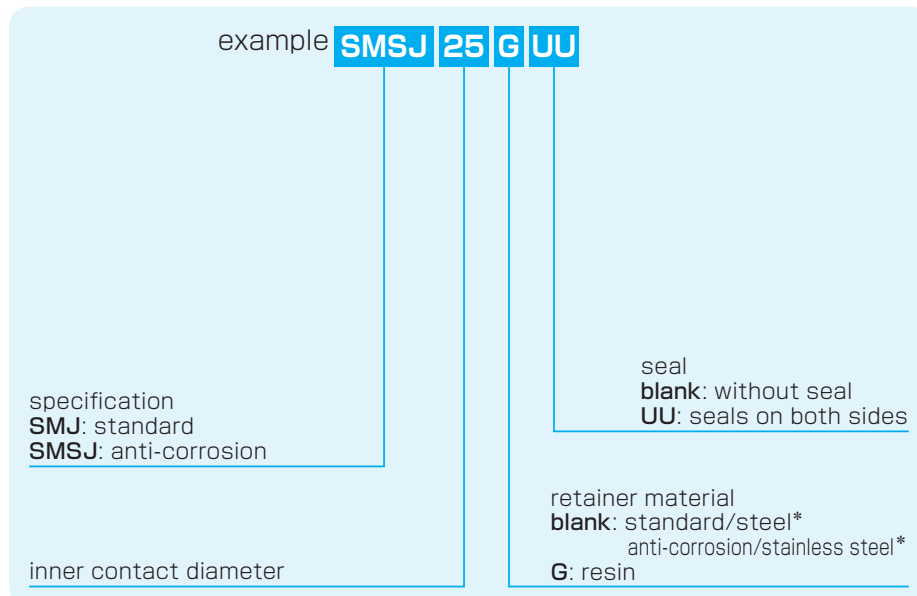 example SMSJ 25 G UU
seal
blank: without seal
UU: seals on both sides
specification
SMJ: standard
SMSJ: anti-corrosion
retainer material
blank: standard/steel*
anti-corrosion/stainless steel*
G: resin
inner contact diameter